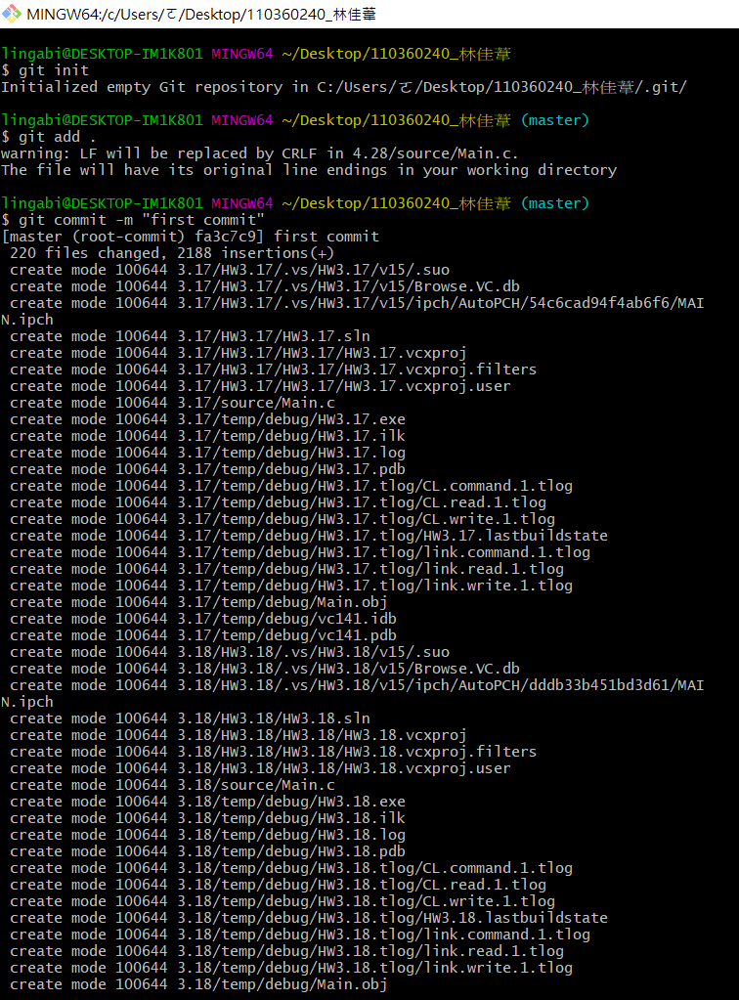 MINGW64:/c/Users/ㄛ/Desktop/110360240_林佳葦
lingabi@DESKTOP-IM1K801 MINGW64 ~/Desktop/110360240_林佳葦
$ git init
Initialized empty Git repository in C:/Users/ㄛ/Desktop/110360240_林佳葦/.git/
lingabi@DESKTOP-IM1K801 MINGW64 ~/Desktop/110360240_林佳葦 (master)
$ git add .
warning: LF will be replaced by CRLF in 4.28/source/Main.c.
The file will have its original line endings in your working directory
lingabi@DESKTOP-IM1K801 MINGW64 ~/Desktop/110360240_林佳葦 (master)
$ git commit -m "first commit"
[master (root-commit) fa3c7c9] first commit
 220 files changed, 2188 insertions(+)
 create mode 100644 3.17/HW3.17/.vs/HW3.17/v15/.suo
 create mode 100644 3.17/HW3.17/.vs/HW3.17/v15/Browse.VC.db
 create mode 100644 3.17/HW3.17/.vs/HW3.17/v15/ipch/AutoPCH/54c6cad94f4ab6f6/MAI
N.ipch
 create mode 100644 3.17/HW3.17/HW3.17.sln
 create mode 100644 3.17/HW3.17/HW3.17/HW3.17.vcxproj
 create mode 100644 3.17/HW3.17/HW3.17/HW3.17.vcxproj.filters
 create mode 100644 3.17/HW3.17/HW3.17/HW3.17.vcxproj.user
 create mode 100644 3.17/source/Main.c
 create mode 100644 3.17/temp/debug/HW3.17.exe
 create mode 100644 3.17/temp/debug/HW3.17.ilk
 create mode 100644 3.17/temp/debug/HW3.17.log
 create mode 100644 3.17/temp/debug/HW3.17.pdb
 create mode 100644 3.17/temp/debug/HW3.17.tlog/CL.command.1.tlog
 create mode 100644 3.17/temp/debug/HW3.17.tlog/CL.read.1.tlog
 create mode 100644 3.17/temp/debug/HW3.17.tlog/CL.write.1.tlog
 create mode 100644 3.17/temp/debug/HW3.17.tlog/HW3.17.lastbuildstate
 create mode 100644 3.17/temp/debug/HW3.17.tlog/link.command.1.tlog
 create mode 100644 3.17/temp/debug/HW3.17.tlog/link.read.1.tlog
 create mode 100644 3.17/temp/debug/HW3.17.tlog/link.write.1.tlog
 create mode 100644 3.17/temp/debug/Main.obj
 create mode 100644 3.17/temp/debug/vc141.idb
 create mode 100644 3.17/temp/debug/vc141.pdb
 create mode 100644 3.18/HW3.18/.vs/HW3.18/v15/.suo
 create mode 100644 3.18/HW3.18/.vs/HW3.18/v15/Browse.VC.db
 create mode 100644 3.18/HW3.18/.vs/HW3.18/v15/ipch/AutoPCH/dddb33b451bd3d61/MAI
N.ipch
 create mode 100644 3.18/HW3.18/HW3.18.sln
 create mode 100644 3.18/HW3.18/HW3.18/HW3.18.vcxproj
 create mode 100644 3.18/HW3.18/HW3.18/HW3.18.vcxproj.filters
 create mode 100644 3.18/HW3.18/HW3.18/HW3.18.vcxproj.user
 create mode 100644 3.18/source/Main.c
 create mode 100644 3.18/temp/debug/HW3.18.exe
 create mode 100644 3.18/temp/debug/HW3.18.ilk
 create mode 100644 3.18/temp/debug/HW3.18.log
 create mode 100644 3.18/temp/debug/HW3.18.pdb
 create mode 100644 3.18/temp/debug/HW3.18.tlog/CL.command.1.tlog
 create mode 100644 3.18/temp/debug/HW3.18.tlog/CL.read.1.tlog
 create mode 100644 3.18/temp/debug/HW3.18.tlog/CL.write.1.tlog
 create mode 100644 3.18/temp/debug/HW3.18.tlog/HW3.18.lastbuildstate
 create mode 100644 3.18/temp/debug/HW3.18.tlog/link.command.1.tlog
 create mode 100644 3.18/temp/debug/HW3.18.tlog/link.read.1.tlog
 create mode 100644 3.18/temp/debug/HW3.18.tlog/link.write.1.tlog
 create mode 100644 3.18/temp/debug/Main.obj